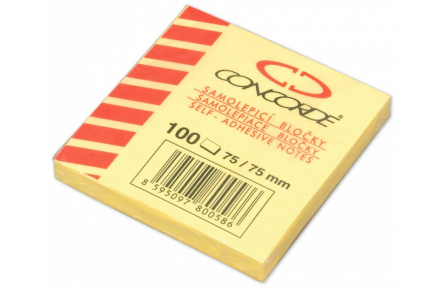 CONCORDE®
SAMOLEPICÍ BLOČKY
SAMOLEPIACE BLOČKY
SELF-ADHESIVE NOTES
100 75/75 mm
8 595097 800586